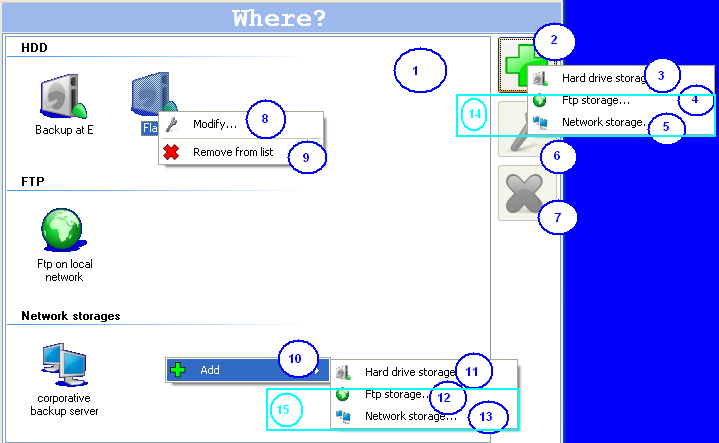 Where?
HDD
1
2
Hard drive storag
3
Ftp storage...
4
14
Network storage.
5
Backup at E
Fla
Modify...
8
Remove from list
9
6
7
FTP
Ftp on local
network
Network storages
Add
10
Hard drive storage
11
Ftp storage..
12
15
Network storage...
13
corporative
backup server